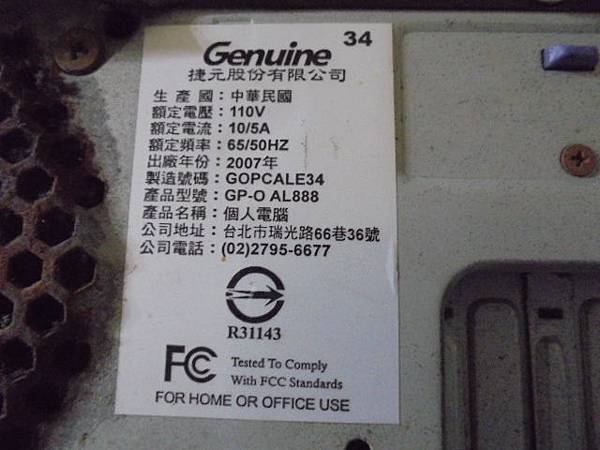 Genuine 34
捷元股份有限公司
生產國：中華民國
額定電壓：110V
額定電流：10/5A
額定頻率：65/50HZ
出廠年份：2007年
製造號碼：GOPCALE34
產品型號：GP-O AL888
產品名稱：個人電腦
公司地址：台北市瑞光路66巷36號
公司電話：(02)2795-6677
R31143
FC Tested To Comply
With FCC Standards
FOR HOME OR OFFICE USE